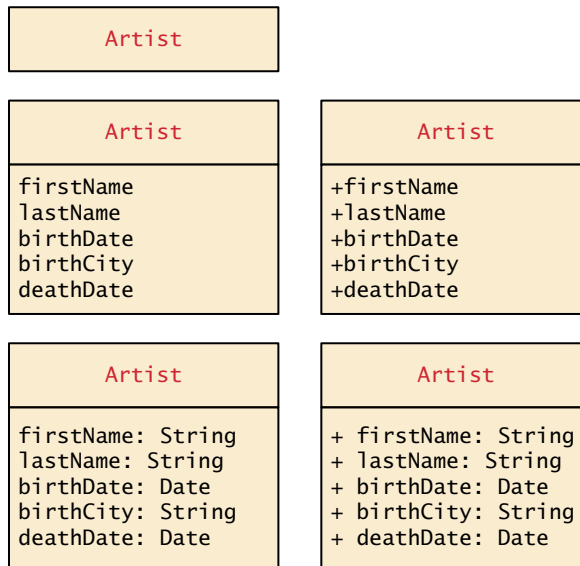 Artist
Artist
firstName
lastName
birthDate
birthCity
deathDate
Artist
+firstName
+lastName
+birthDate
+birthCity
+deathDate
Artist
firstName: String
lastName: String
birthDate: Date
birthCity: String
deathDate: Date
Artist
+ firstName: String
+ lastName: String
+ birthDate: Date
+ birthCity: String
+ deathDate: Date